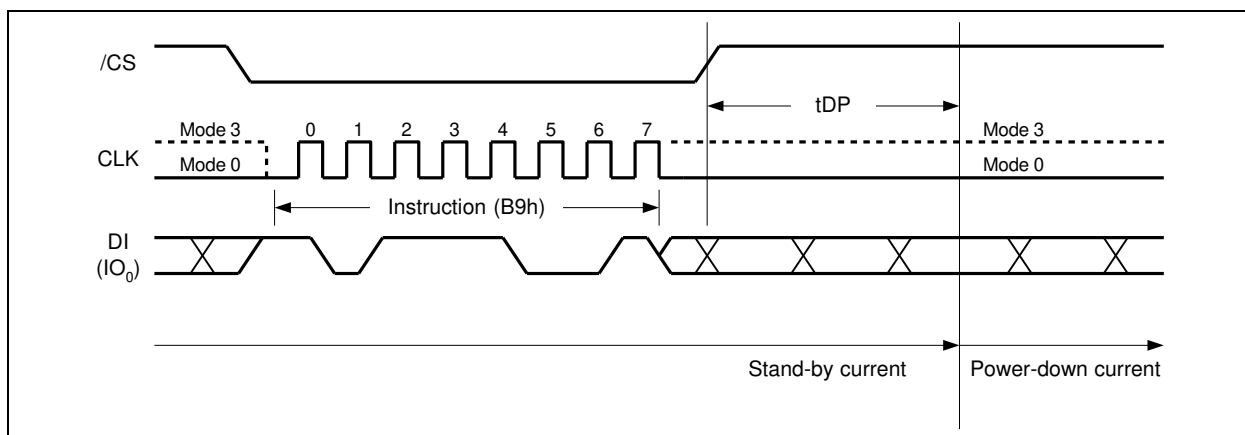 /CS
tDP
Mode 3 0 1 2 3 4 5 6 7 Mode 3
CLK
Mode 0 Mode 0
Instruction (B9h)
DI
(IO₀)
Stand-by current Power-down current